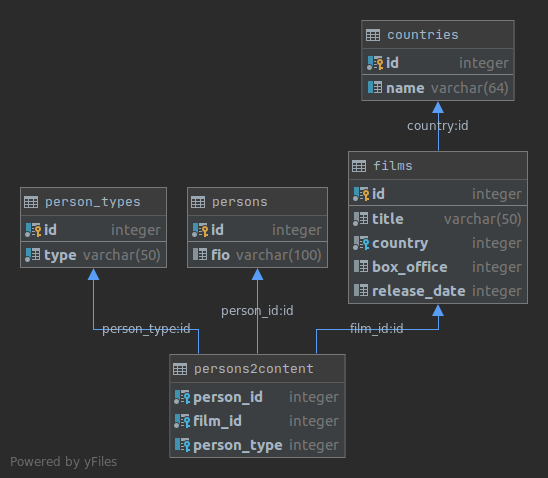 countries
id integer
name varchar(64)
country:id
films
id integer
title varchar(50)
country integer
box_office integer
release_date integer
person_types
id integer
type varchar(50)
persons
id integer
fio varchar(100)
person_type:id
person_id:id
film_id:id
persons2content
person_id integer
film_id integer
person_type integer
Powered by yFiles